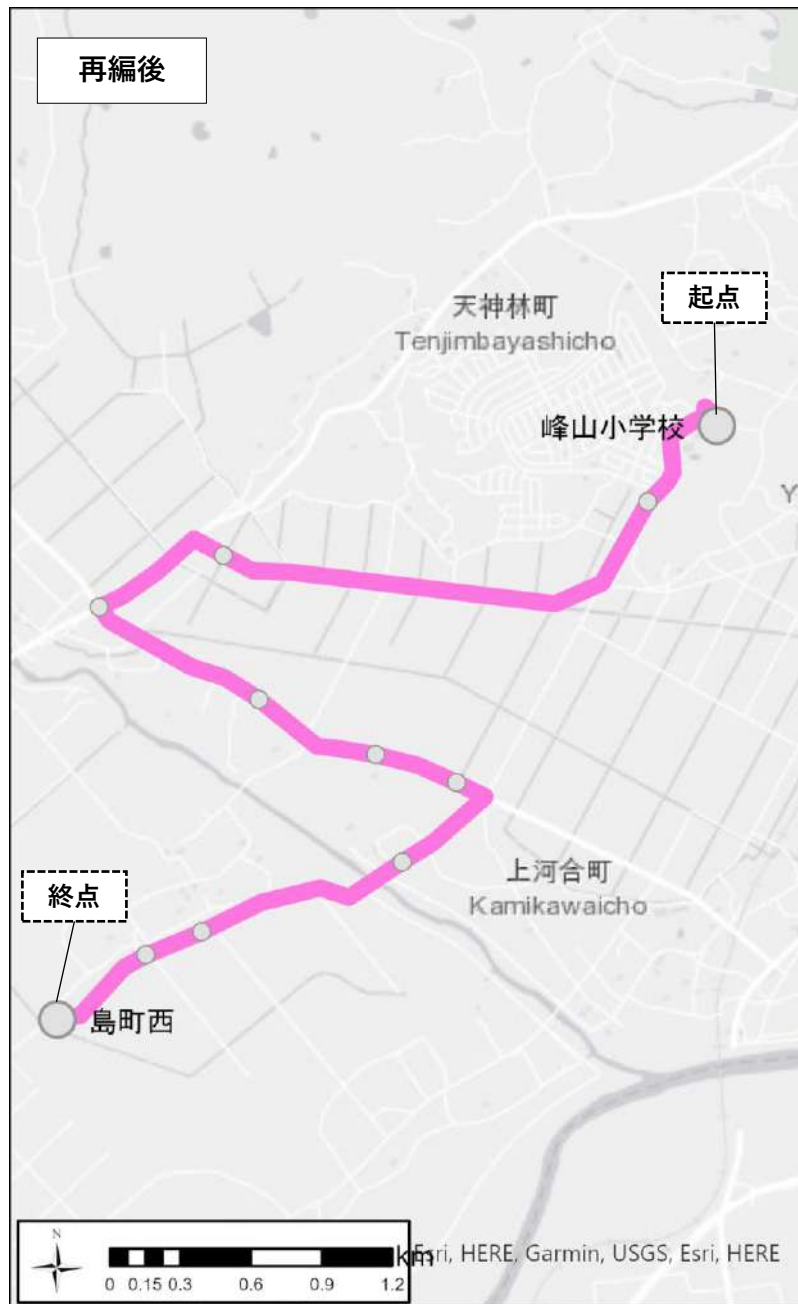 再編後
天神林町
Tenjimbayashicho
起点
峰山小学校
Y
上河合町
Kamikawaicho
終点
島町西
N
km
0 0.15 0.3 0.6 0.9 1.2
Esri, HERE, Garmin, USGS, Esri, HERE